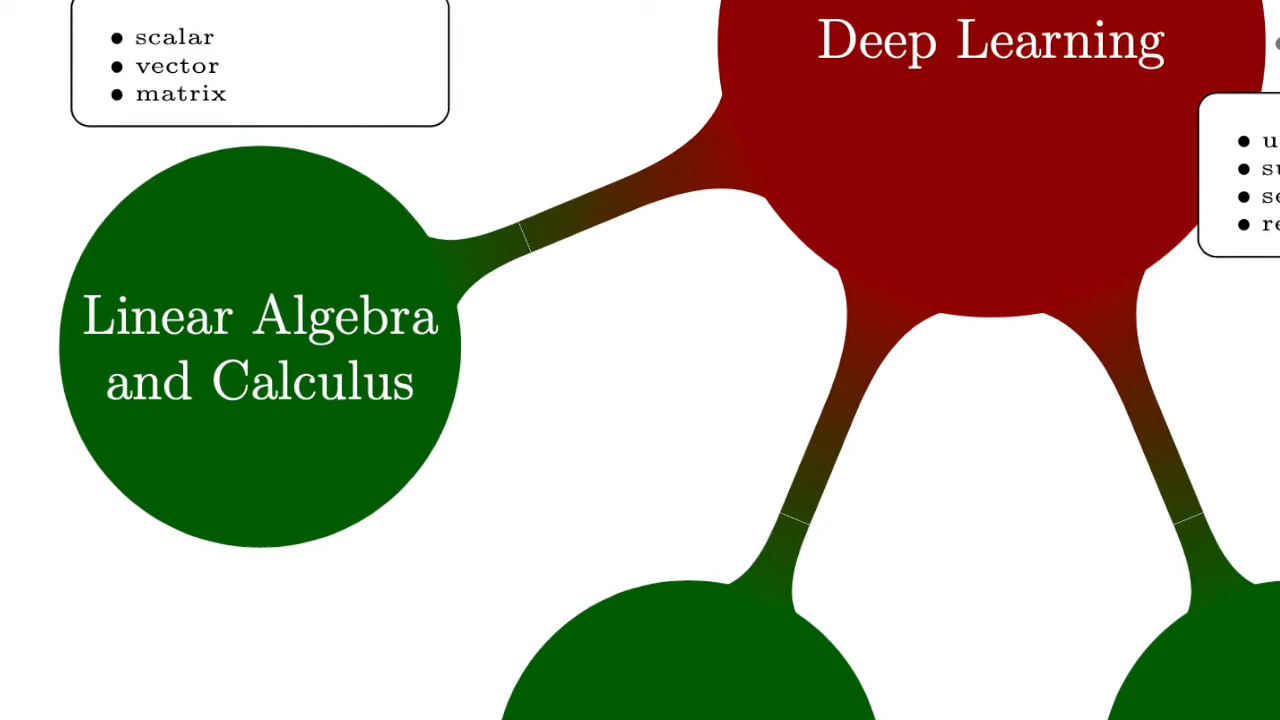 • scalar
• vector
• matrix
Deep Learning
Linear Algebra
and Calculus